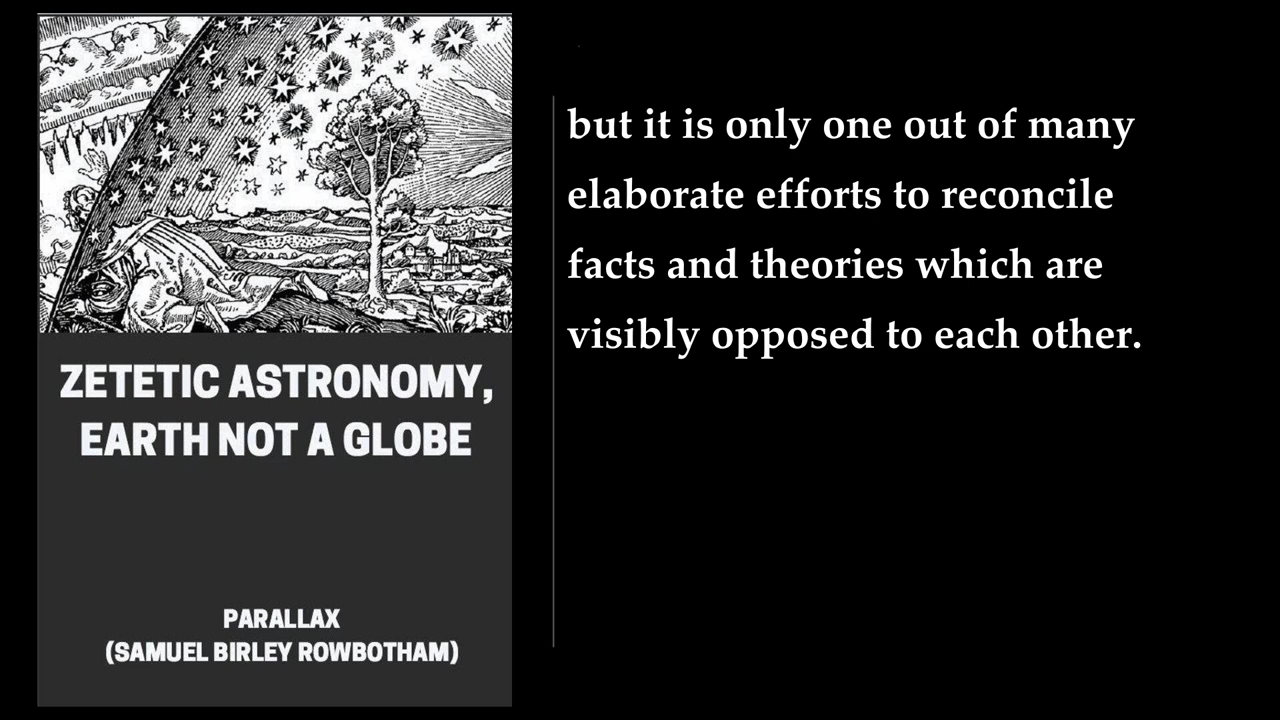 ZETETIC ASTRONOMY,
EARTH NOT A GLOBE
PARALLAX
(SAMUEL BIRLEY ROWBOTHAM)
but it is only one out of many
elaborate efforts to reconcile
facts and theories which are
visibly opposed to each other.